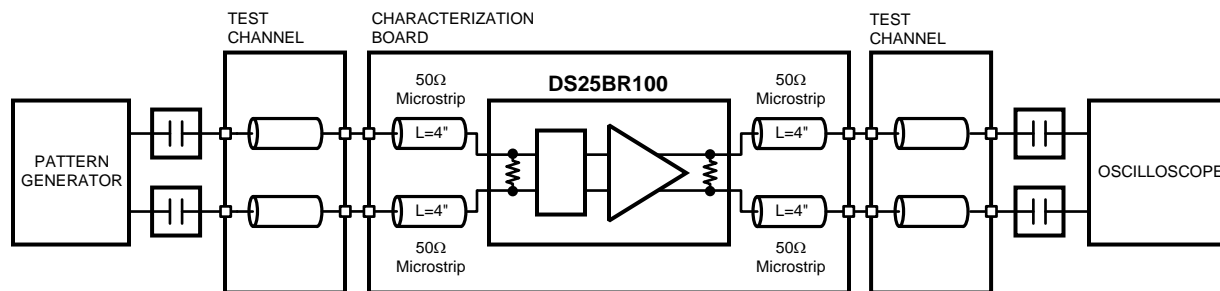 TEST
CHANNEL
CHARACTERIZATION
BOARD
TEST
CHANNEL
50Ω
Microstrip
DS25BR100
50Ω
Microstrip
L=4"
L=4"
PATTERN
GENERATOR
OSCILLOSCOPE
L=4"
L=4"
50Ω
Microstrip
50Ω
Microstrip